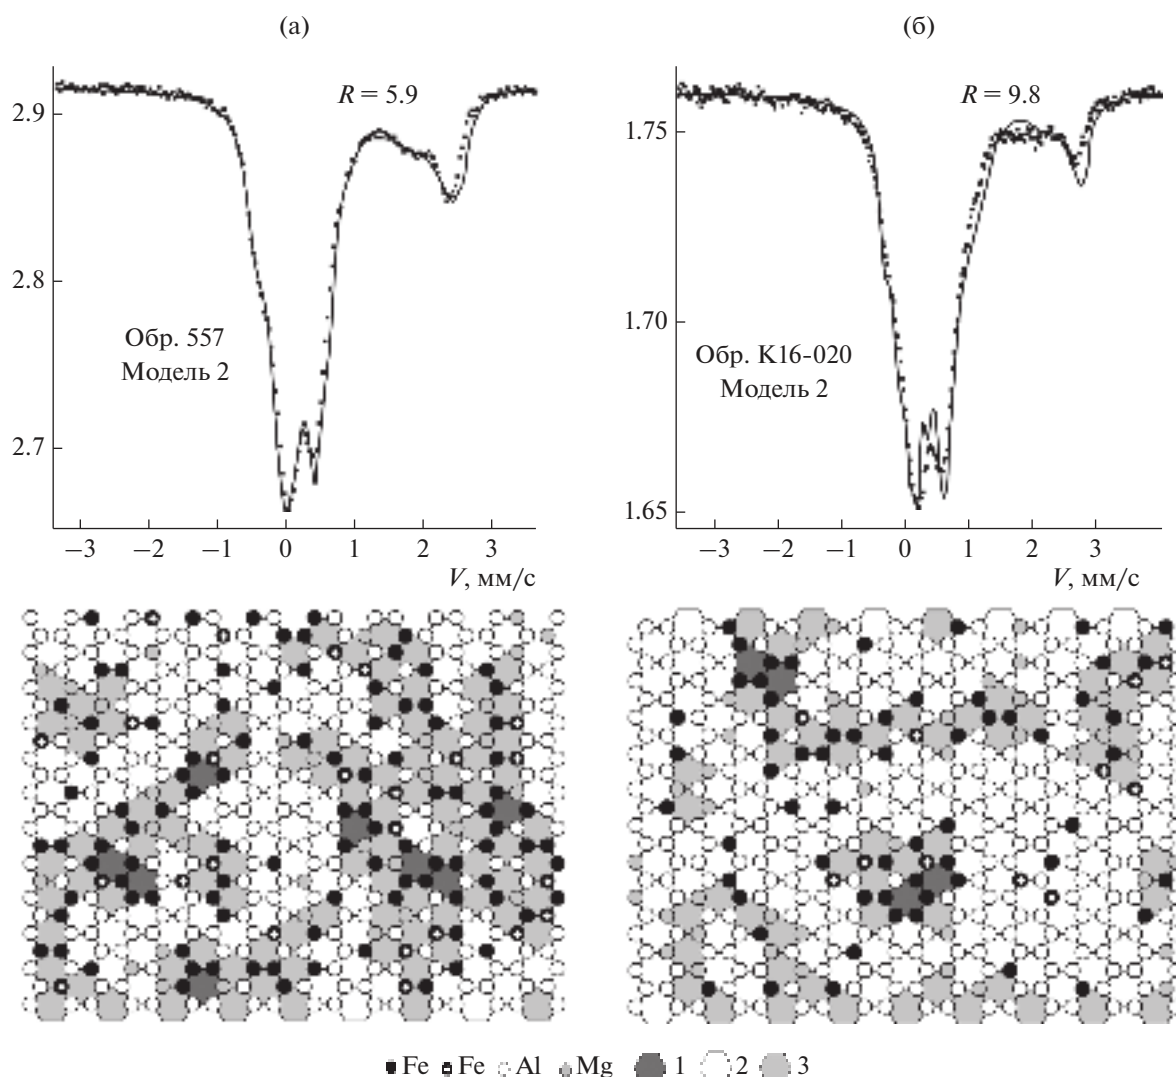 (а)
(б)
2.9
R = 5.9
2.8
Обр. 557
Модель 2
2.7
−3 −2 −1 0 1 2 3
V, мм/с
1.75
R = 9.8
1.70
Обр. K16-020
Модель 2
1.65
−3 −2 −1 0 1 2 3
V, мм/с
Fe Fe Al Mg 1 2 3